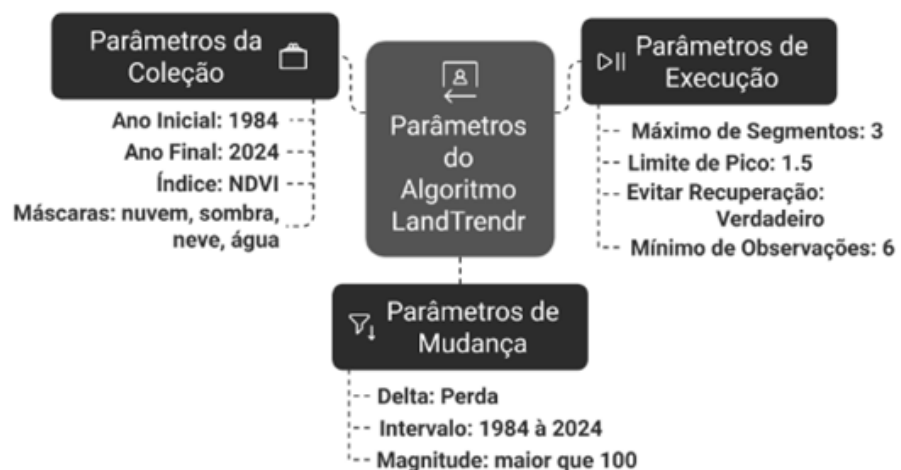 Parâmetros da
Coleção
Ano Inicial: 1984
Ano Final: 2024
Índice: NDVI
Máscaras: nuvem, sombra,
neve, água
Parâmetros
do
Algoritmo
LandTrendr
Parâmetros de
Execução
Máximo de Segmentos: 3
Limite de Pico: 1.5
Evitar Recuperação:
Verdadeiro
Mínimo de Observações: 6
Parâmetros de
Mudança
Delta: Perda
Intervalo: 1984 à 2024
Magnitude: maior que 100